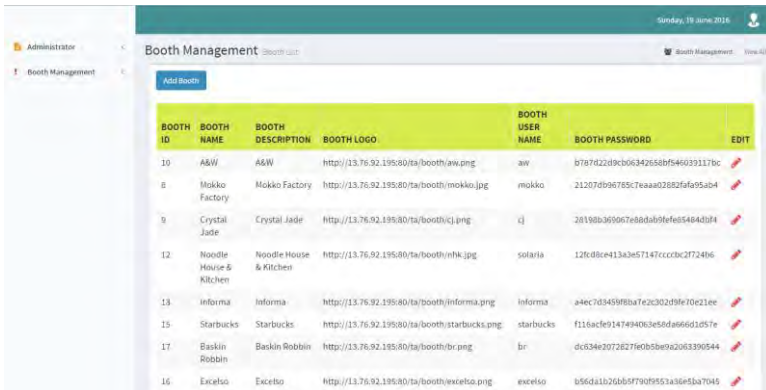 Sunday, 19 June 2016
Administrator
Booth Management
Booth Management Booth List
Booth Management View All
Add Booth
BOOTH ID BOOTH NAME BOOTH DESCRIPTION BOOTH LOGO BOOTH USER NAME BOOTH PASSWORD EDIT
10 A&W A&W http://13.76.92.195:80/ta/booth/aw.png aw
8 Mokko Factory Mokko Factory http://13.76.92.195:80/ta/booth/mokko.jpg mokko
9 Crystal Jade Crystal Jade http://13.76.92.195:80/ta/booth/cj.png cj
12 Noodle House & Kitchen Noodle House & Kitchen http://13.76.92.195:80/ta/booth/nhk.jpg solaria
13 Informa Informa http://13.76.92.195:80/ta/booth/informa.png informa
15 Starbucks Starbucks http://13.76.92.195:80/ta/booth/starbucks.png starbucks
17 Baskin Robbin Baskin Robbin http://13.76.92.195:80/ta/booth/br.png br
16 Excelso Excelso http://13.76.92.195:80/ta/booth/excelso.png excelso